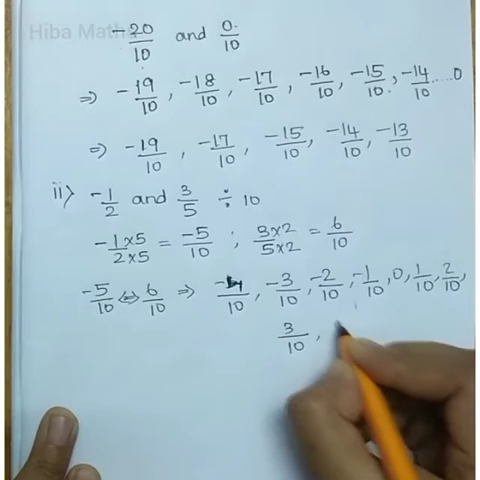 Hiba Maths
-20/10 and 0/10
⇒ -19/10, -18/10, -17/10, -16/10, -15/10, -14/10.....0
⇒ -19/10, -17/10, -15/10, -14/10, -13/10
ii) -1/2 and 3/5 ÷ 10
-1×5/2×5 = -5/10 ; 3×2/5×2 = 6/10
-5/10 ⇔ 6/10 ⇒ -4/10, -3/10, -2/10, -1/10, 0, 1/10, 2/10,
3/10,